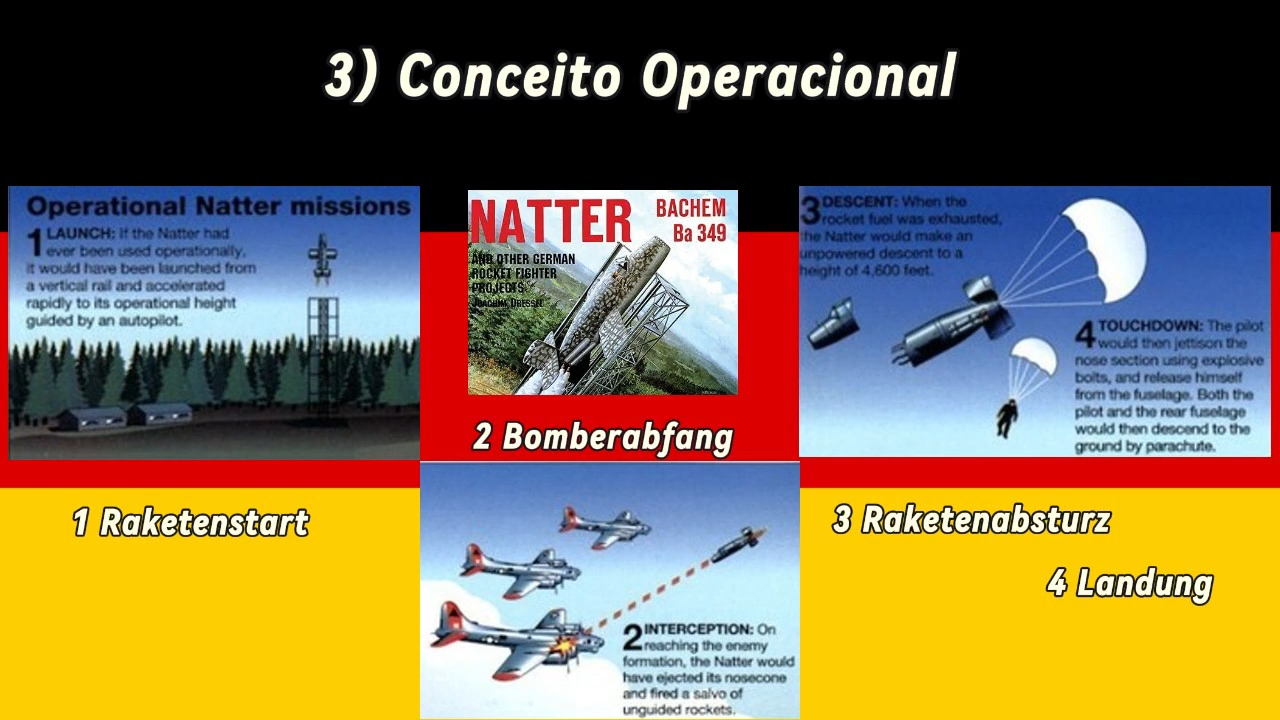 3) Conceito Operacional
Operational Natter missions
1 LAUNCH: If the Natter had
ever been used operationally,
it would have been launched from
a vertical rail and accelerated
rapidly to its operational height
guided by an autopilot.
1 Raketenstart
NATTER
BACHEM
Ba 349
AND OTHER GERMAN
ROCKET FIGHTER
PROJECTS
JOACHIM DRESSEL
2 Bomberabfang
2 INTERCEPTION: On
reaching the enemy
formation, the Natter would
have ejected its nosecone
and fired a salvo of
unguided rockets.
3 DESCENT: When the
rocket fuel was exhausted,
the Natter would make an
unpowered descent to a
height of 4,600 feet.
4 TOUCHDOWN: The pilot
would then jettison the
nose section using explosive
bolts, and release himself
from the fuselage. Both the
pilot and the rear fuselage
would then descend to the
ground by parachute.
3 Raketenabsturz
4 Landung